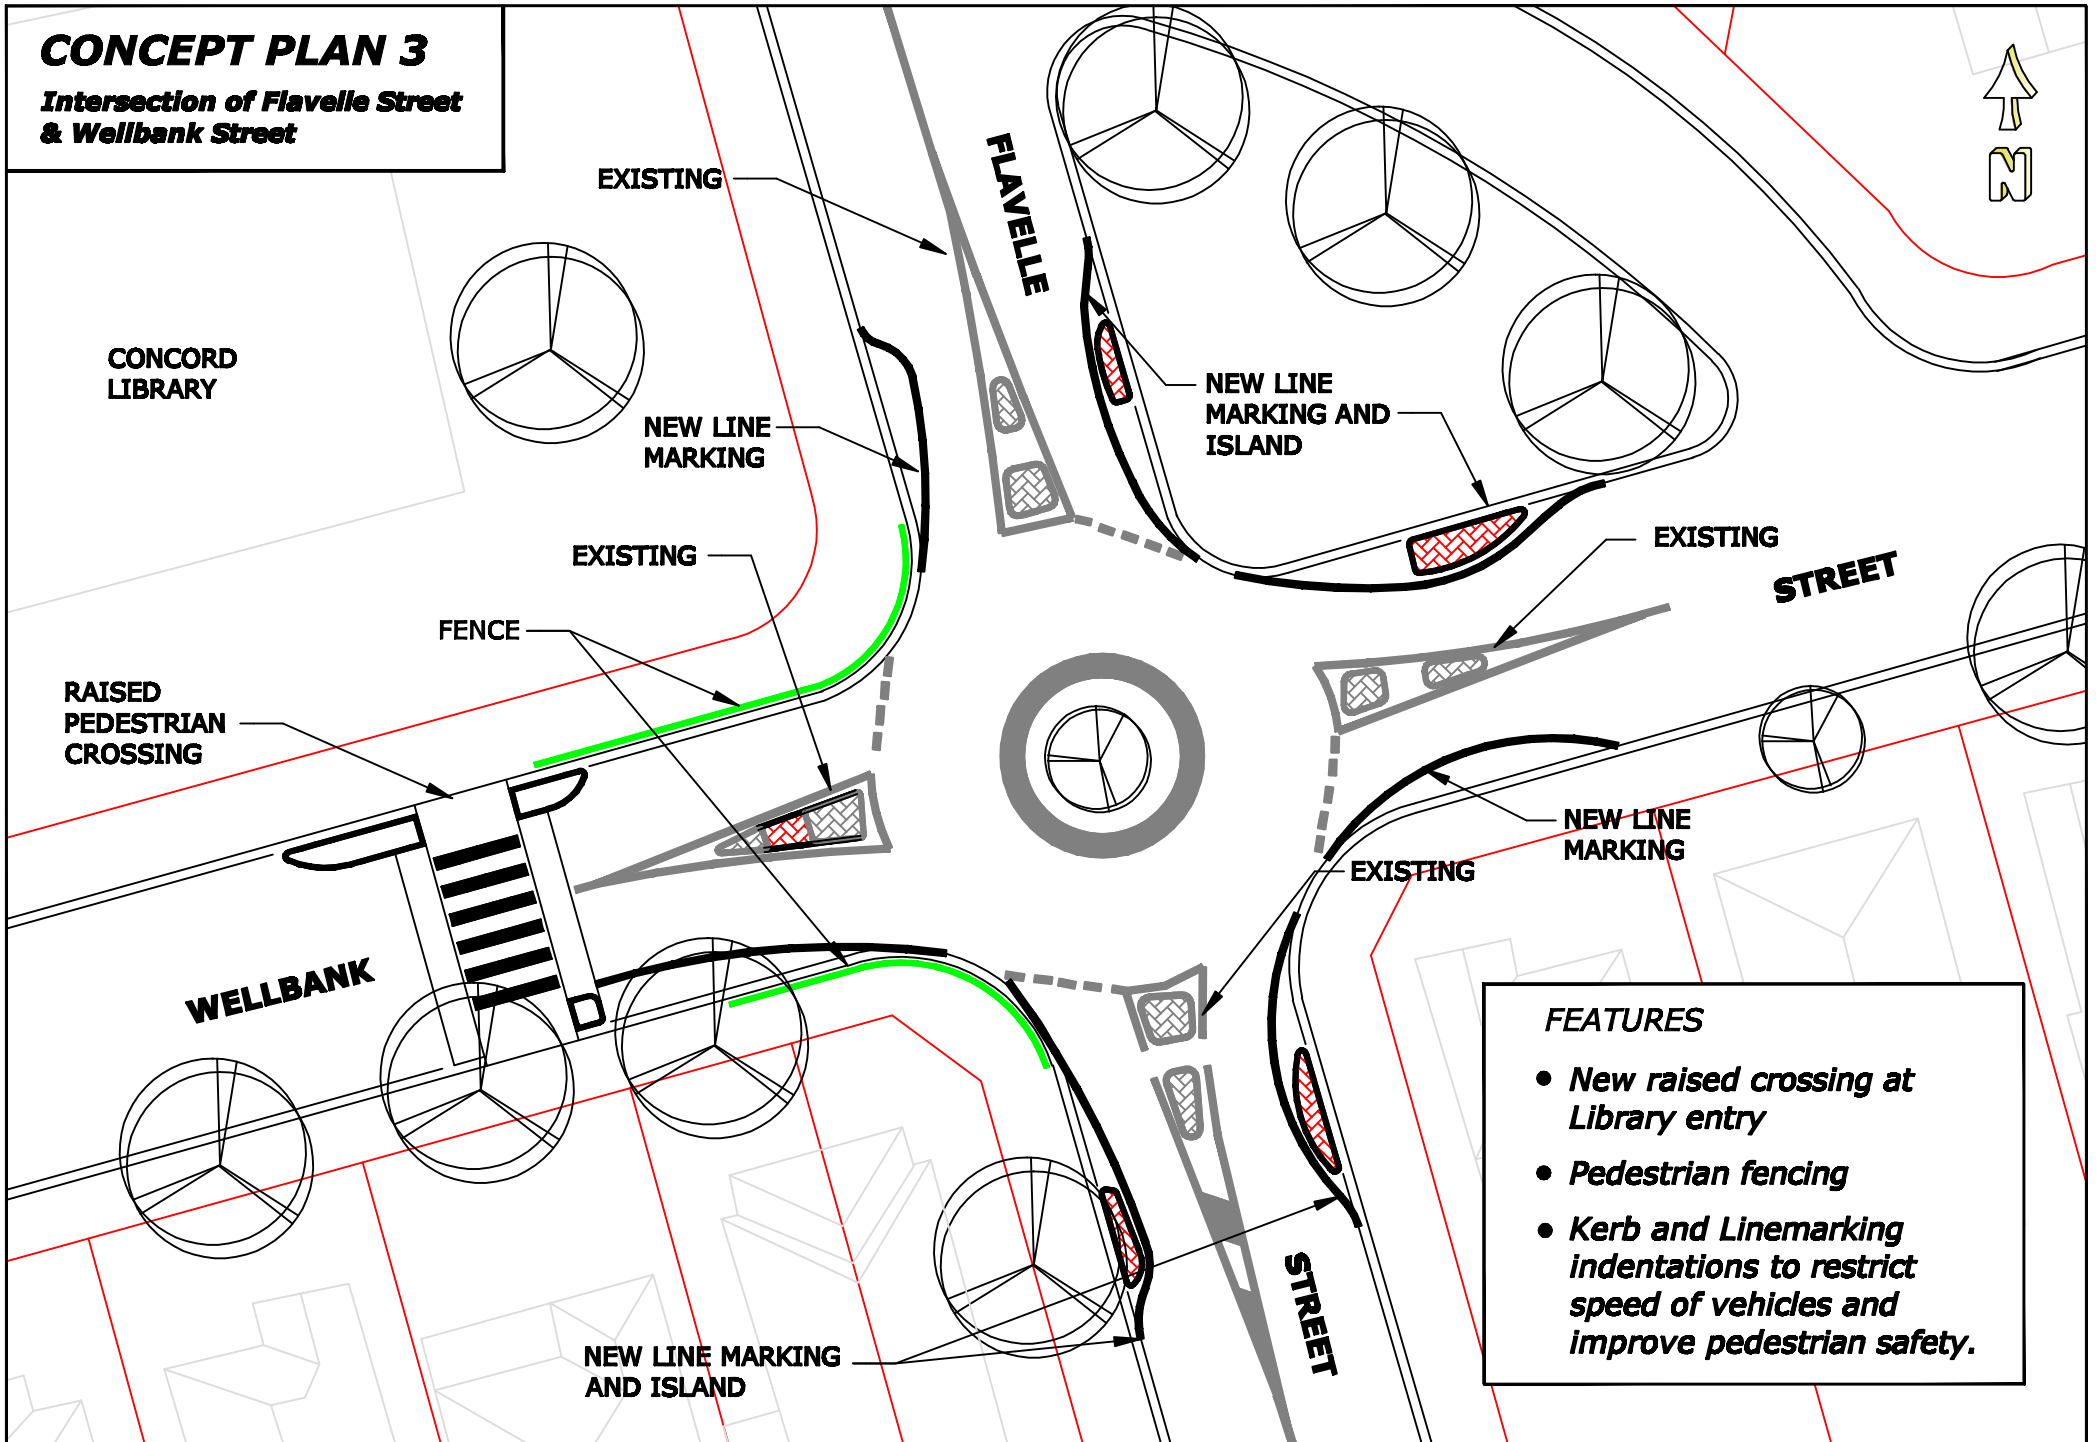 CONCEPT PLAN 3
Intersection of Flavelle Street
& Wellbank Street
N
EXISTING
FLAVELLE
CONCORD
LIBRARY
NEW LINE
MARKING
NEW LINE
MARKING AND
ISLAND
EXISTING
EXISTING
STREET
FENCE
RAISED
PEDESTRIAN
CROSSING
NEW LINE
MARKING
EXISTING
WELLBANK
STREET
NEW LINE MARKING
AND ISLAND
FEATURES
• New raised crossing at
Library entry
• Pedestrian fencing
• Kerb and Linemarking
indentations to restrict
speed of vehicles and
improve pedestrian safety.